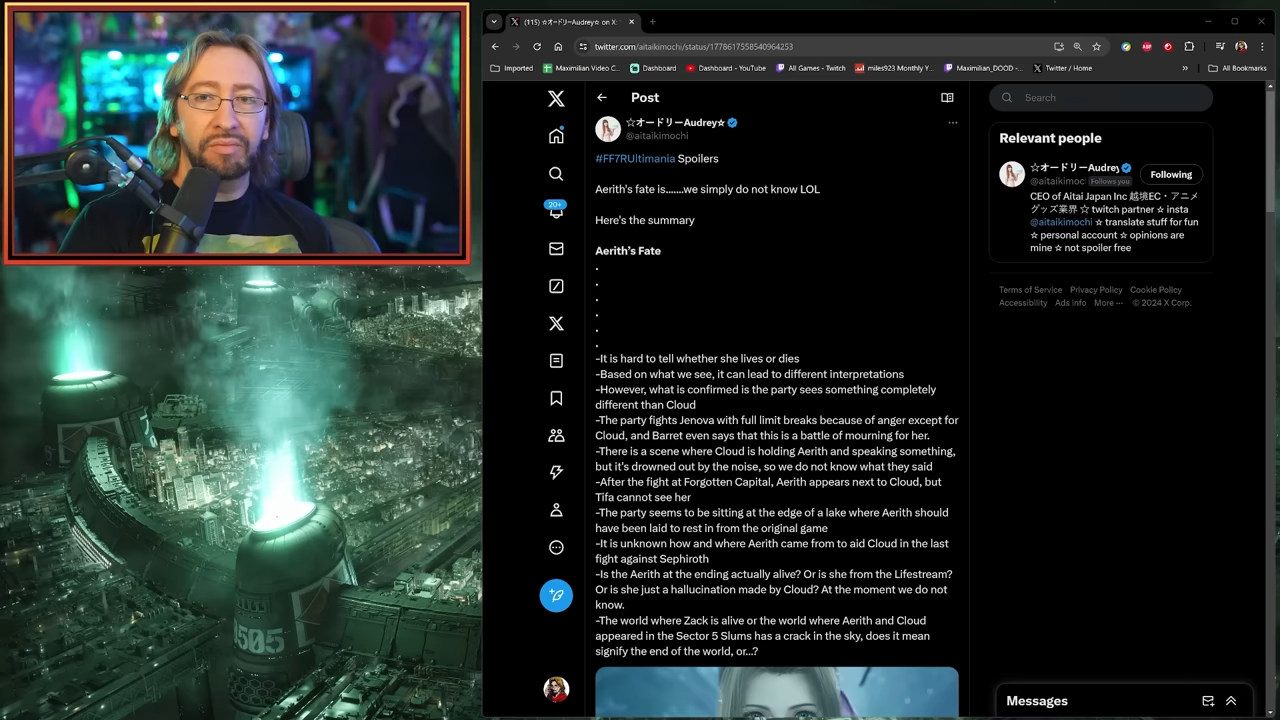 (115) ☆オードリーAudrey☆ on X:
twitter.com/aitaikimochi/status/1778617558540964253
Imported
Maximilian Video C...
Dashboard
Dashboard - YouTube
All Games - Twitch
miles923 Monthly Y...
Maximilian_DOOD -...
Twitter / Home
All Bookmarks
Post
☆オードリーAudrey☆
@aitaikimochi
#FF7RUltimania Spoilers
Aerith's fate is.......we simply do not know LOL
Here's the summary
Aerith's Fate
.
.
.
.
.
.
-It is hard to tell whether she lives or dies
-Based on what we see, it can lead to different interpretations
-However, what is confirmed is the party sees something completely
different than Cloud
-The party fights Jenova with full limit breaks because of anger except for
Cloud, and Barret even says that this is a battle of mourning for her.
-There is a scene where Cloud is holding Aerith and speaking something,
but it's drowned out by the noise, so we do not know what they said
-After the fight at Forgotten Capital, Aerith appears next to Cloud, but
Tifa cannot see her
-The party seems to be sitting at the edge of a lake where Aerith should
have been laid to rest in from the original game
-It is unknown how and where Aerith came from to aid Cloud in the last
fight against Sephiroth
-Is the Aerith at the ending actually alive? Or is she from the Lifestream?
Or is she just a hallucination made by Cloud? At the moment we do not
know.
-The world where Zack is alive or the world where Aerith and Cloud
appeared in the Sector 5 Slums has a crack in the sky, does it mean
signify the end of the world, or...?
20+
Search
Relevant people
☆オードリーAudrey
@aitaikimoc Follows you
Following
CEO of Aitai Japan Inc 越境EC・アニメ
グッズ業界 ☆ twitch partner ☆ insta
@aitaikimochi ☆ translate stuff for fun
☆ personal account ☆ opinions are
mine ☆ not spoiler free
Terms of Service Privacy Policy Cookie Policy
Accessibility Ads info More ... © 2024 X Corp.
Messages